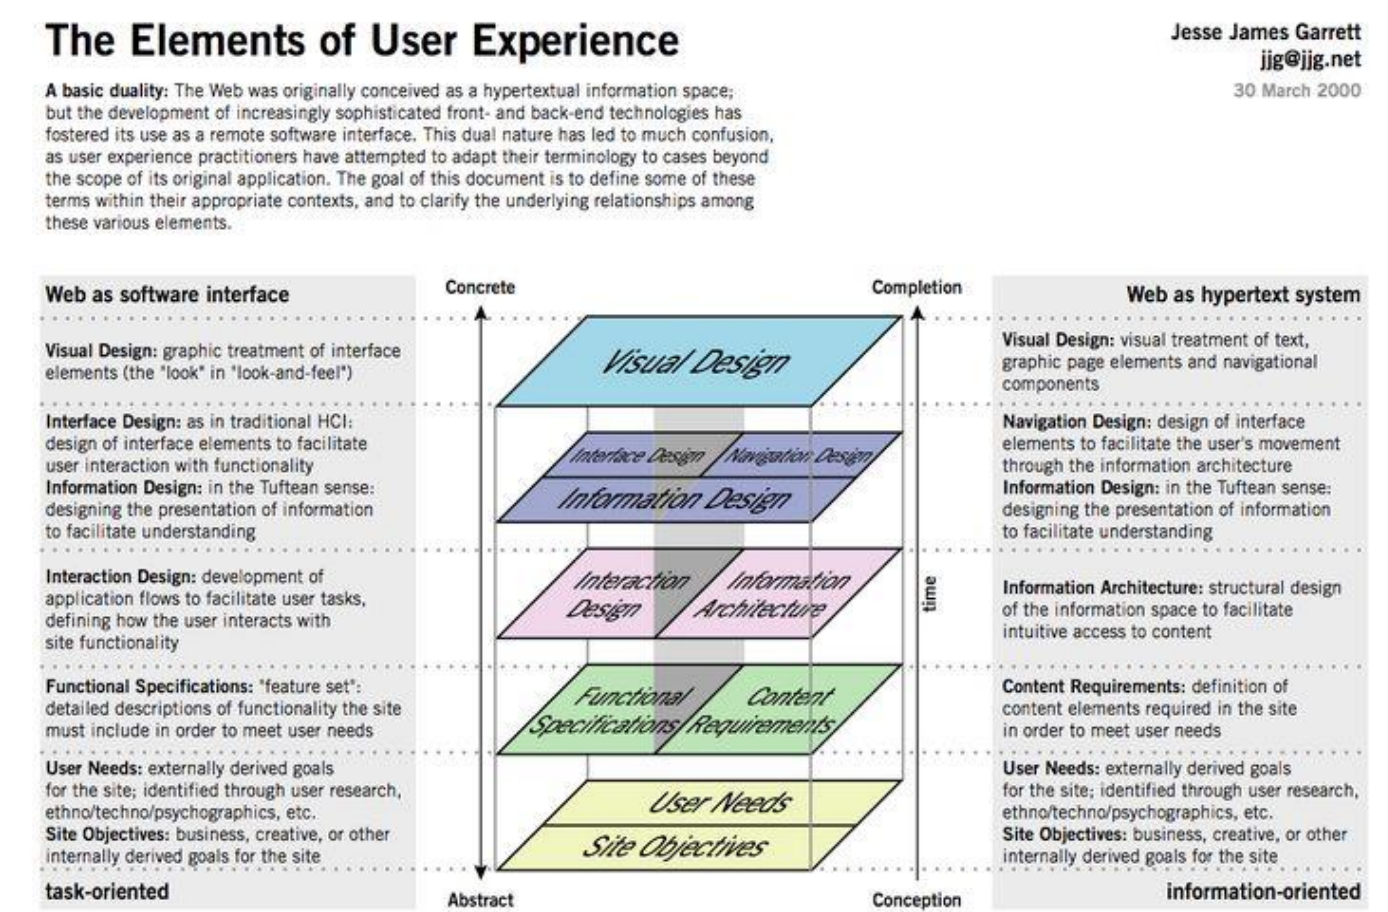 The Elements of User Experience
Jesse James Garrett
jjg@jjg.net
30 March 2000
A basic duality: The Web was originally conceived as a hypertextual information space;
but the development of increasingly sophisticated front- and back-end technologies has
fostered its use as a remote software interface. This dual nature has led to much confusion,
as user experience practitioners have attempted to adapt their terminology to cases beyond
the scope of its original application. The goal of this document is to define some of these
terms within their appropriate contexts, and to clarify the underlying relationships among
these various elements.
Web as software interface
Visual Design: graphic treatment of interface
elements (the "look" in "look-and-feel")
Interface Design: as in traditional HCI:
design of interface elements to facilitate
user interaction with functionality
Information Design: in the Tuftean sense:
designing the presentation of information
to facilitate understanding
Interaction Design: development of
application flows to facilitate user tasks,
defining how the user interacts with
site functionality
Functional Specifications: "feature set":
detailed descriptions of functionality the site
must include in order to meet user needs
User Needs: externally derived goals
for the site; identified through user research,
ethno/techno/psychographics, etc.
Site Objectives: business, creative, or other
internally derived goals for the site
task-oriented
Concrete
Completion
Visual Design
Interface Design
Navigation Design
Information Design
Interaction
Design
Information
Architecture
time
Functional
Specifications
Content
Requirements
User Needs
Site Objectives
Abstract
Conception
Web as hypertext system
Visual Design: visual treatment of text,
graphic page elements and navigational
components
Navigation Design: design of interface
elements to facilitate the user's movement
through the information architecture
Information Design: in the Tuftean sense:
designing the presentation of information
to facilitate understanding
Information Architecture: structural design
of the information space to facilitate
intuitive access to content
Content Requirements: definition of
content elements required in the site
in order to meet user needs
User Needs: externally derived goals
for the site; identified through user research,
ethno/techno/psychographics, etc.
Site Objectives: business, creative, or other
internally derived goals for the site
information-oriented